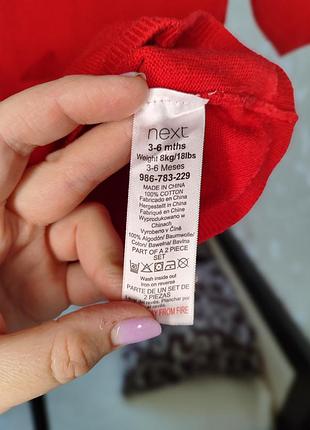 next
3-6 mths
Weight 8kg/18lbs
3-6 Meses
986-783-229
MADE IN CHINA
100% COTTON
Fabricado en China
Hergestellt in China
Fabriqué en Chine
Wyprodukowano w
Chinach
Vyrobeno v Číně
100% Algodón/ Baumwolle/
Coton/ Bawełna/ Bavlna
PART OF A 2 PIECE
SET
Wash inside out
Iron on reverse
PARTE DE UN SET DE
2 PIEZAS
Planchar por
AWAY FROM FIRE